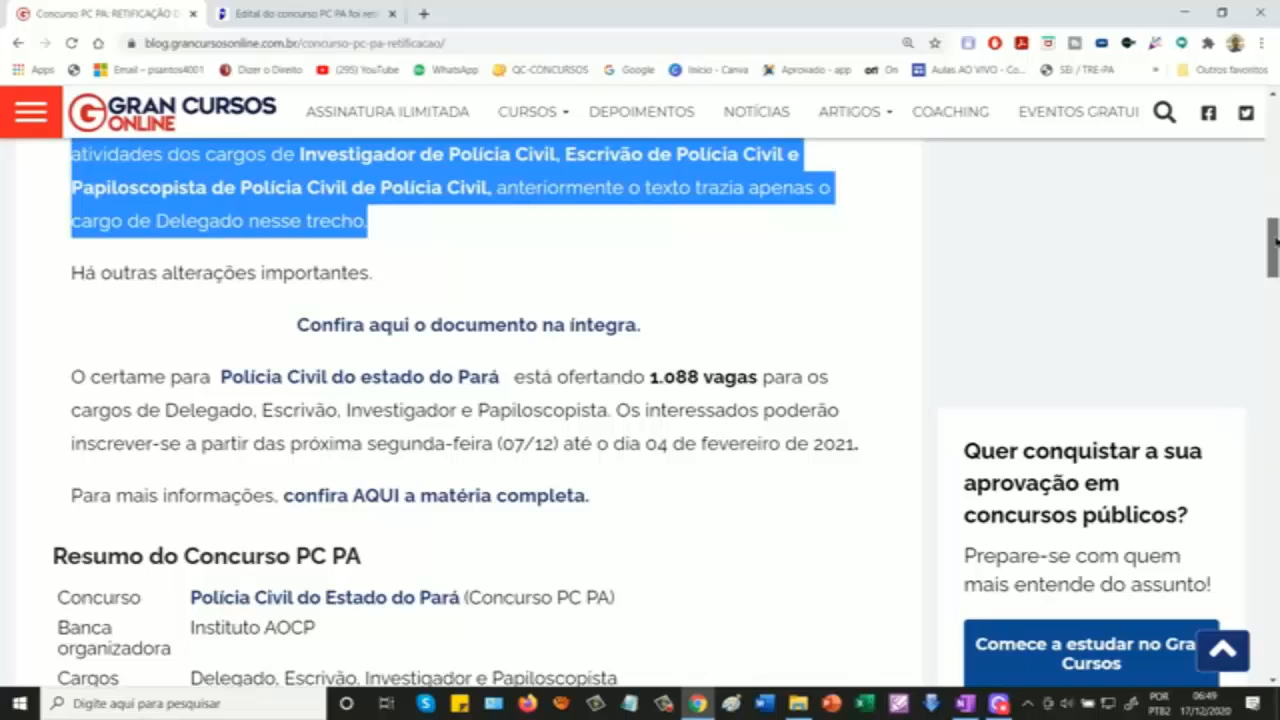 Concurso PC PA: RETIFICAÇÃO D
Edital do concurso PC PA foi reti
blog.grancursosonline.com.br/concurso-pc-pa-retificacao/
Apps
Email – psantos4001
Dizer o Direito
(295) YouTube
WhatsApp
QC-CONCURSOS
Google
Início - Canva
Aprovado - app
On
Aulas AO VIVO - Co...
SEI / TRE-PA
»
Outros favoritos
GRAN CURSOS
ONLINE
ASSINATURA ILIMITADA
CURSOS
DEPOIMENTOS
NOTÍCIAS
ARTIGOS
COACHING
EVENTOS GRATUI
atividades dos cargos de Investigador de Polícia Civil, Escrivão de Polícia Civil e
Papiloscopista de Polícia Civil de Polícia Civil, anteriormente o texto trazia apenas o
cargo de Delegado nesse trecho.
Há outras alterações importantes.
Confira aqui o documento na íntegra.
O certame para Polícia Civil do estado do Pará está ofertando 1.088 vagas para os
cargos de Delegado, Escrivão, Investigador e Papiloscopista. Os interessados poderão
inscrever-se a partir das próxima segunda-feira (07/12) até o dia 04 de fevereiro de 2021.
Para mais informações, confira AQUI a matéria completa.
Resumo do Concurso PC PA
Concurso
Polícia Civil do Estado do Pará (Concurso PC PA)
Banca
organizadora
Instituto AOCP
Cargos
Delegado, Escrivão, Investigador e Papiloscopista
Quer conquistar a sua
aprovação em
concursos públicos?
Prepare-se com quem
mais entende do assunto!
Comece a estudar no Gra
Cursos
Digite aqui para pesquisar
POR
PTB2
06:49
17/12/2020